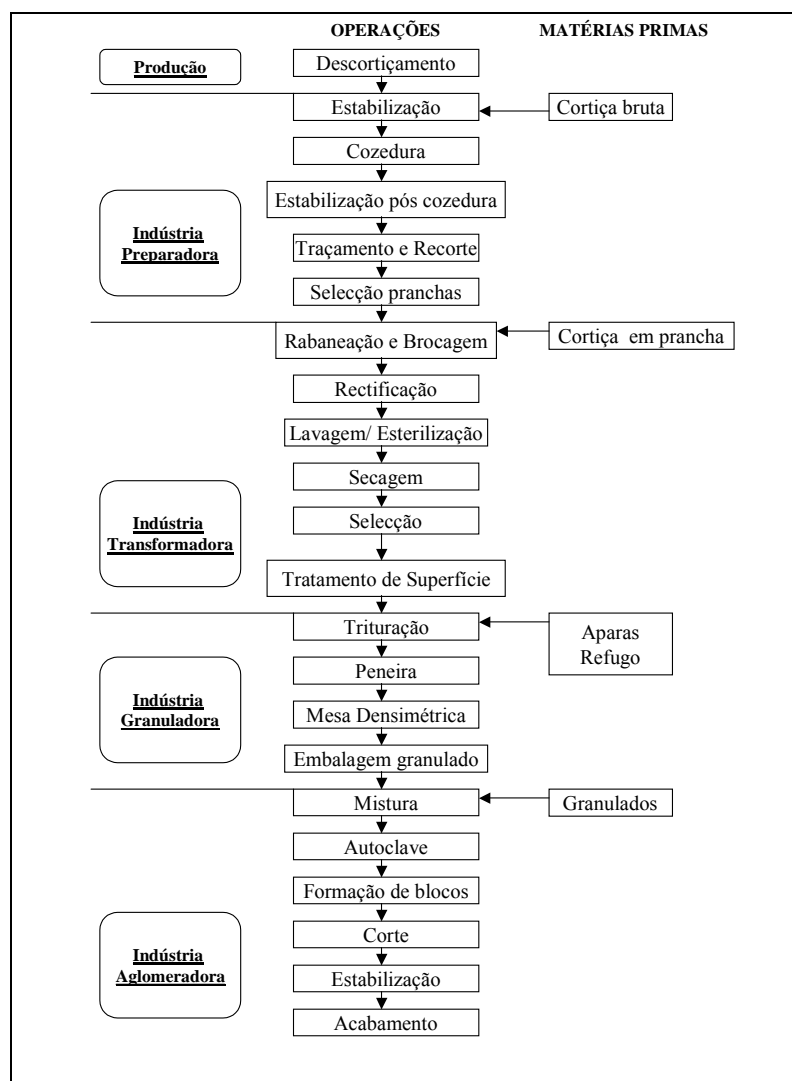 OPERAÇÕES MATÉRIAS PRIMAS
Produção
Descortiçamento
Estabilização
Cortiça bruta
Cozedura
Estabilização pós cozedura
Indústria
Preparadora
Traçamento e Recorte
Selecção pranchas
Rabaneação e Brocagem
Cortiça em prancha
Rectificação
Lavagem/ Esterilização
Secagem
Indústria
Transformadora
Selecção
Tratamento de Superfície
Trituração
Aparas
Refugo
Peneira
Indústria
Granuladora
Mesa Densimétrica
Embalagem granulado
Mistura
Granulados
Autoclave
Formação de blocos
Corte
Indústria
Aglomeradora
Estabilização
Acabamento